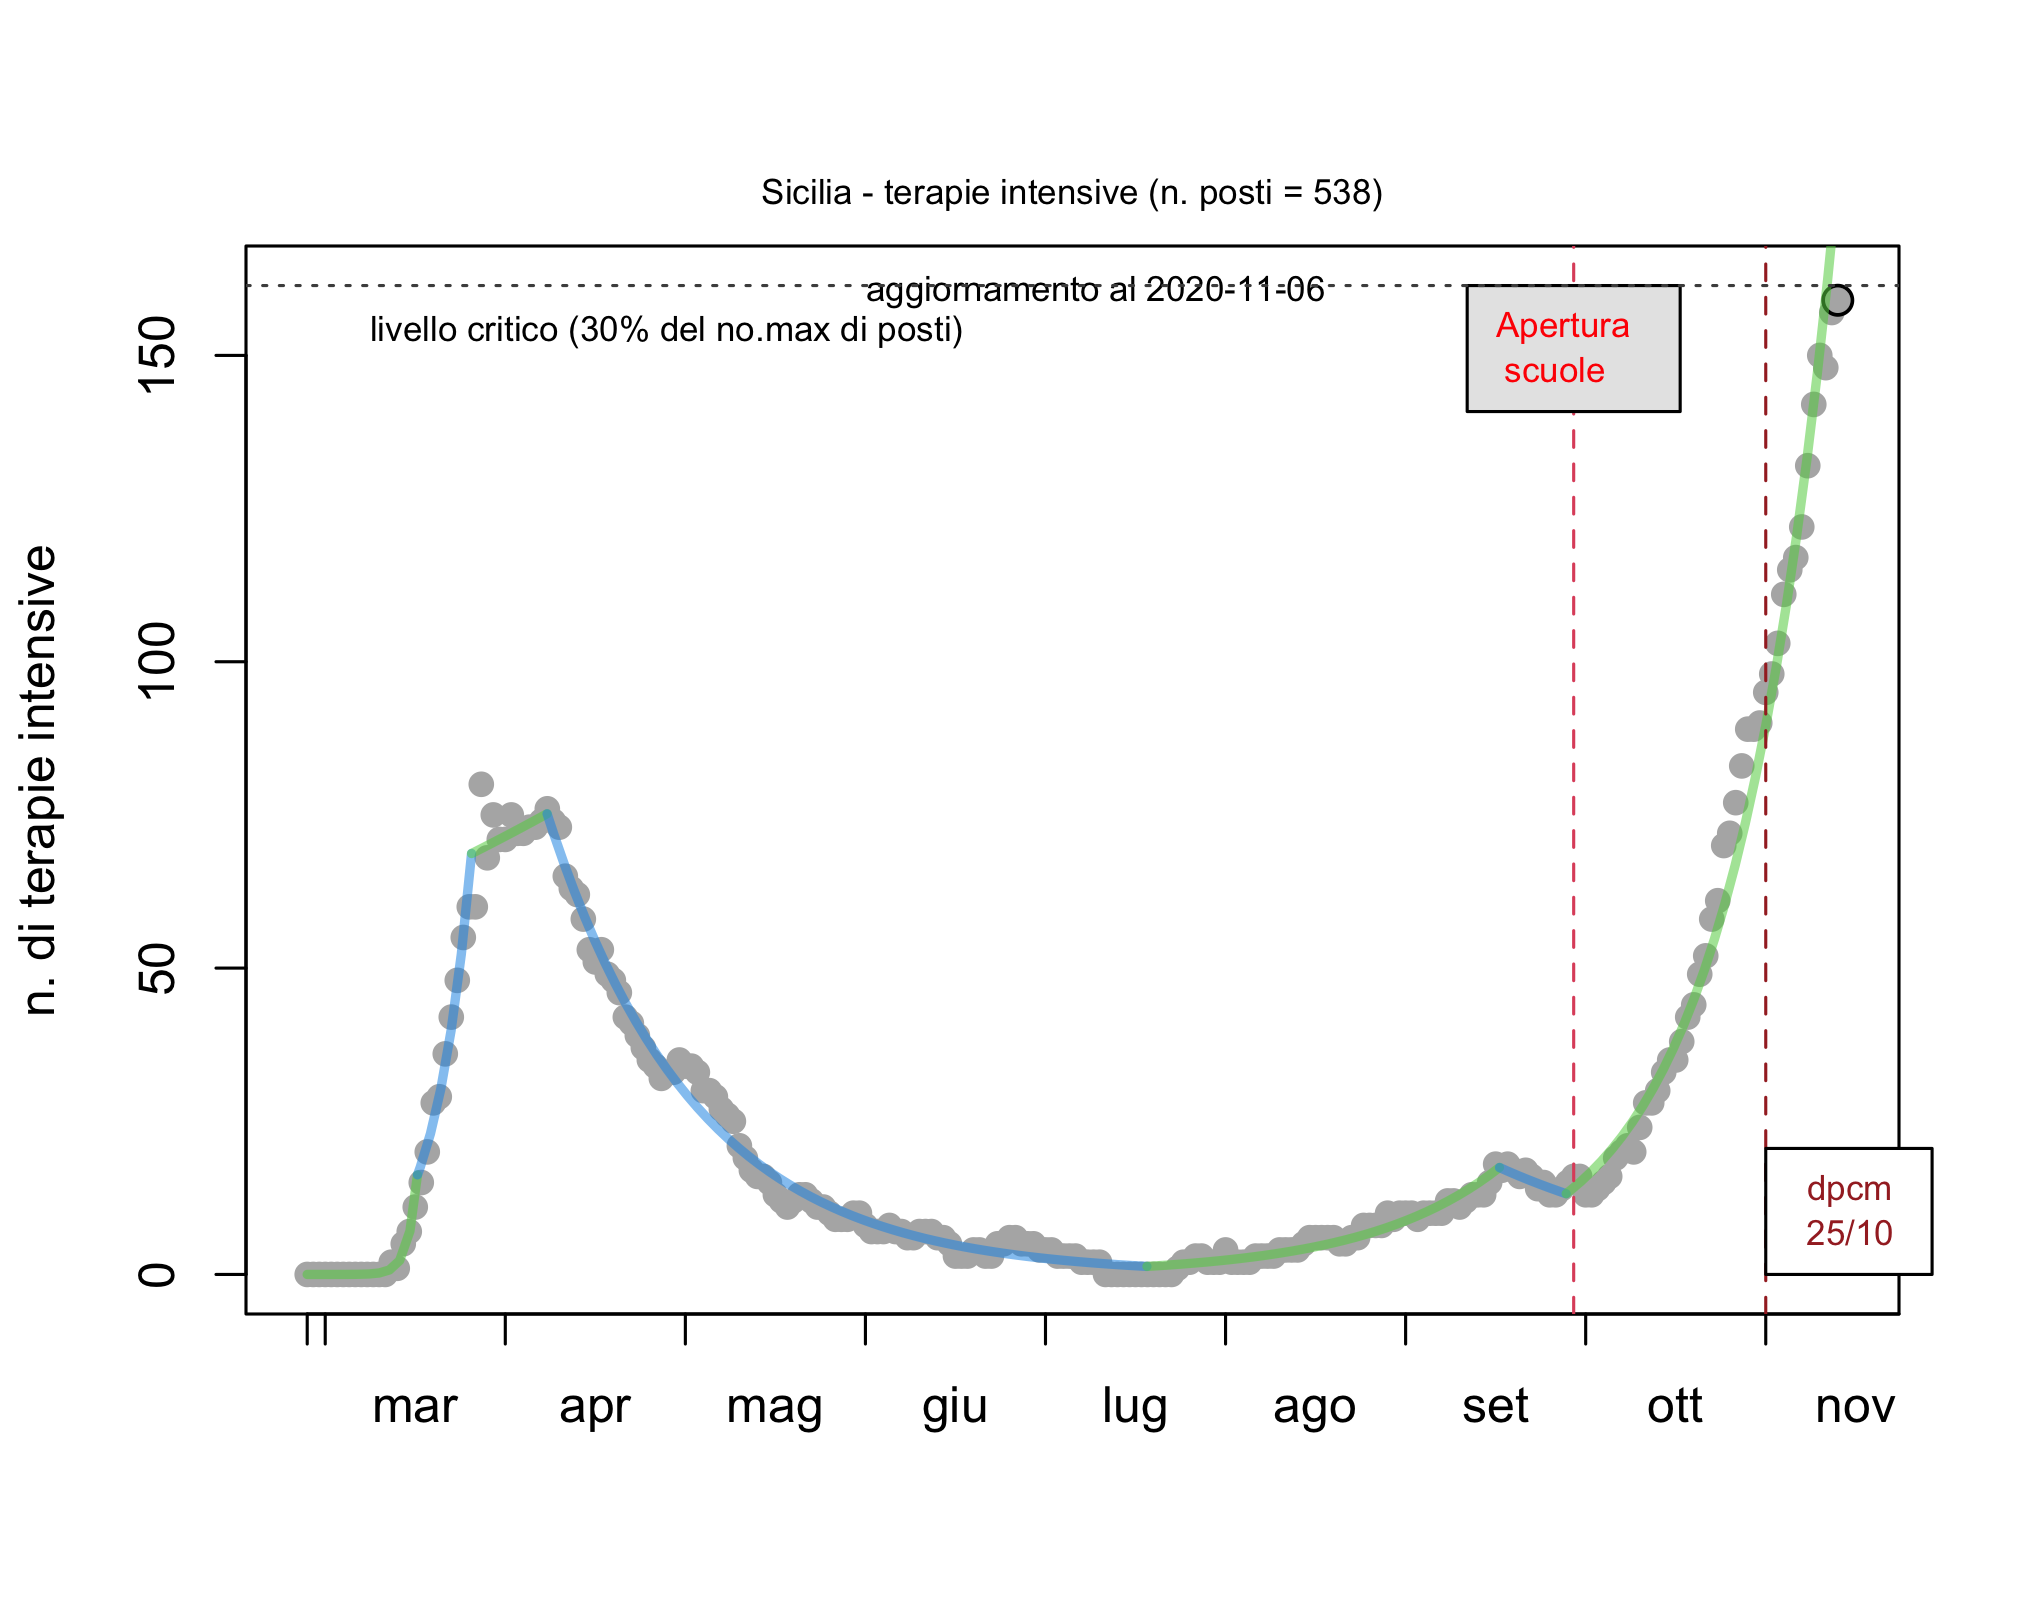 Sicilia - terapie intensive (n. posti = 538)
aggiornamento al 2020-11-06
livello critico (30% del no.max di posti)
Apertura
scuole
n. di terapie intensive
150
100
50
0
dpcm
25/10
mar apr mag giu lug ago set ott nov